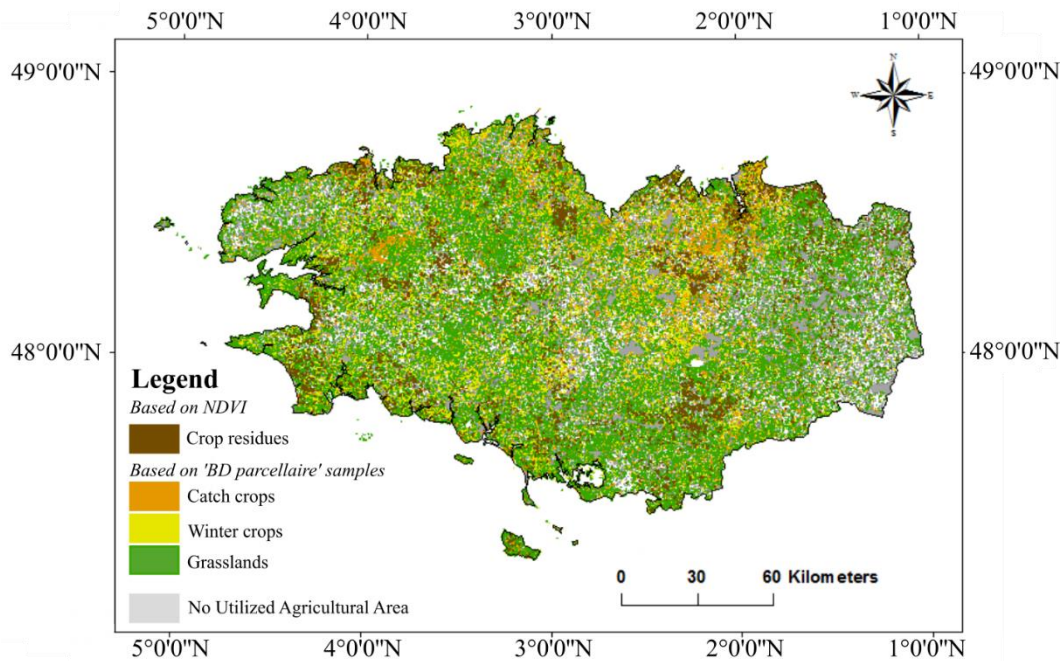 5°0'0"N 4°0'0"N 3°0'0"N 2°0'0"N 1°0'0"N
49°0'0"N 49°0'0"N
N
W E
S
48°0'0"N 48°0'0"N
Legend
Based on NDVI
Crop residues
Based on 'BD parcellaire' samples
Catch crops
Winter crops
Grasslands
No Utilized Agricultural Area
0 30 60 Kilometers
5°0'0"N 4°0'0"N 3°0'0"N 2°0'0"N 1°0'0"N